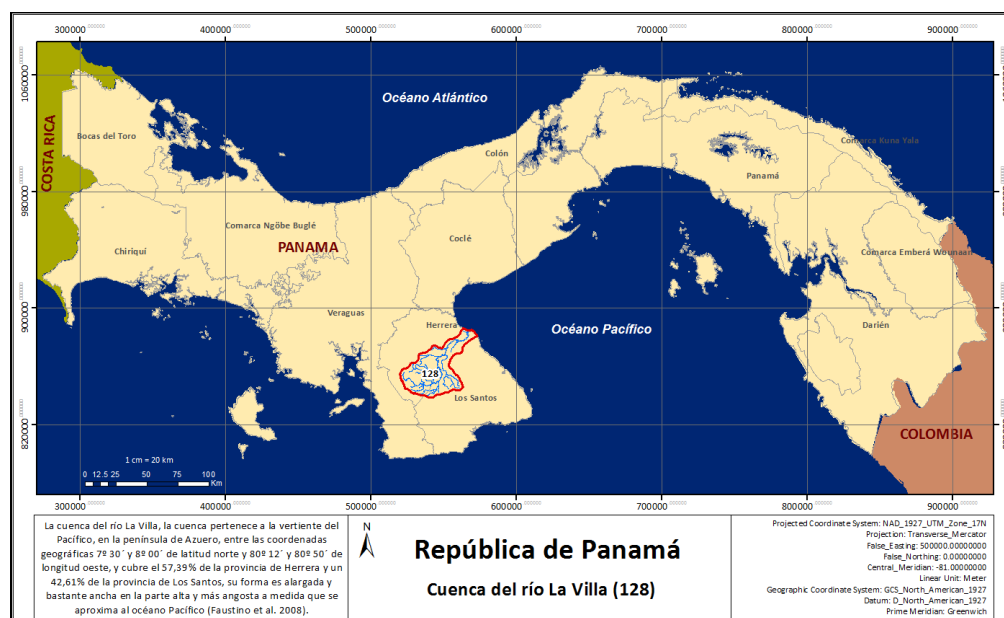 300000 400000 500000 600000 700000 800000 900000
1060000
Océano Atlántico
COSTA RICA
Bocas del Toro
Colón
Comarca Kuna Yala
Panamá
980000
Comarca Ngöbe Buglé
PANAMA
Chiriquí
Coclé
Comarca Emberá Wounaan
900000
Veraguas
Herrera
Océano Pacífico
Darién
128
Los Santos
820000
COLOMBIA
1 cm = 20 km
0 12.5 25 50 75 100
Km
300000 400000 500000 600000 700000 800000 900000
La cuenca del río La Villa, la cuenca pertenece a la vertiente del
Pacífico, en la península de Azuero, entre las coordenadas
geográficas 7º 30´ y 8º 00´ de latitud norte y 80º 12´ y 80º 50´ de
longitud oeste, y cubre el 57,39% de la provincia de Herrera y un
42,61% de la provincia de Los Santos, su forma es alargada y
bastante ancha en la parte alta y más angosta a medida que se
aproxima al océano Pacífico (Faustino et al. 2008).
N
República de Panamá
Cuenca del río La Villa (128)
Projected Coordinate System: NAD_1927_UTM_Zone_17N
Projection: Transverse_Mercator
False_Easting: 500000.00000000
False_Northing: 0.00000000
Central_Meridian: -81.00000000
Linear Unit: Meter
Geographic Coordinate System: GCS_North_American_1927
Datum: D_North_American_1927
Prime Meridian: Greenwich